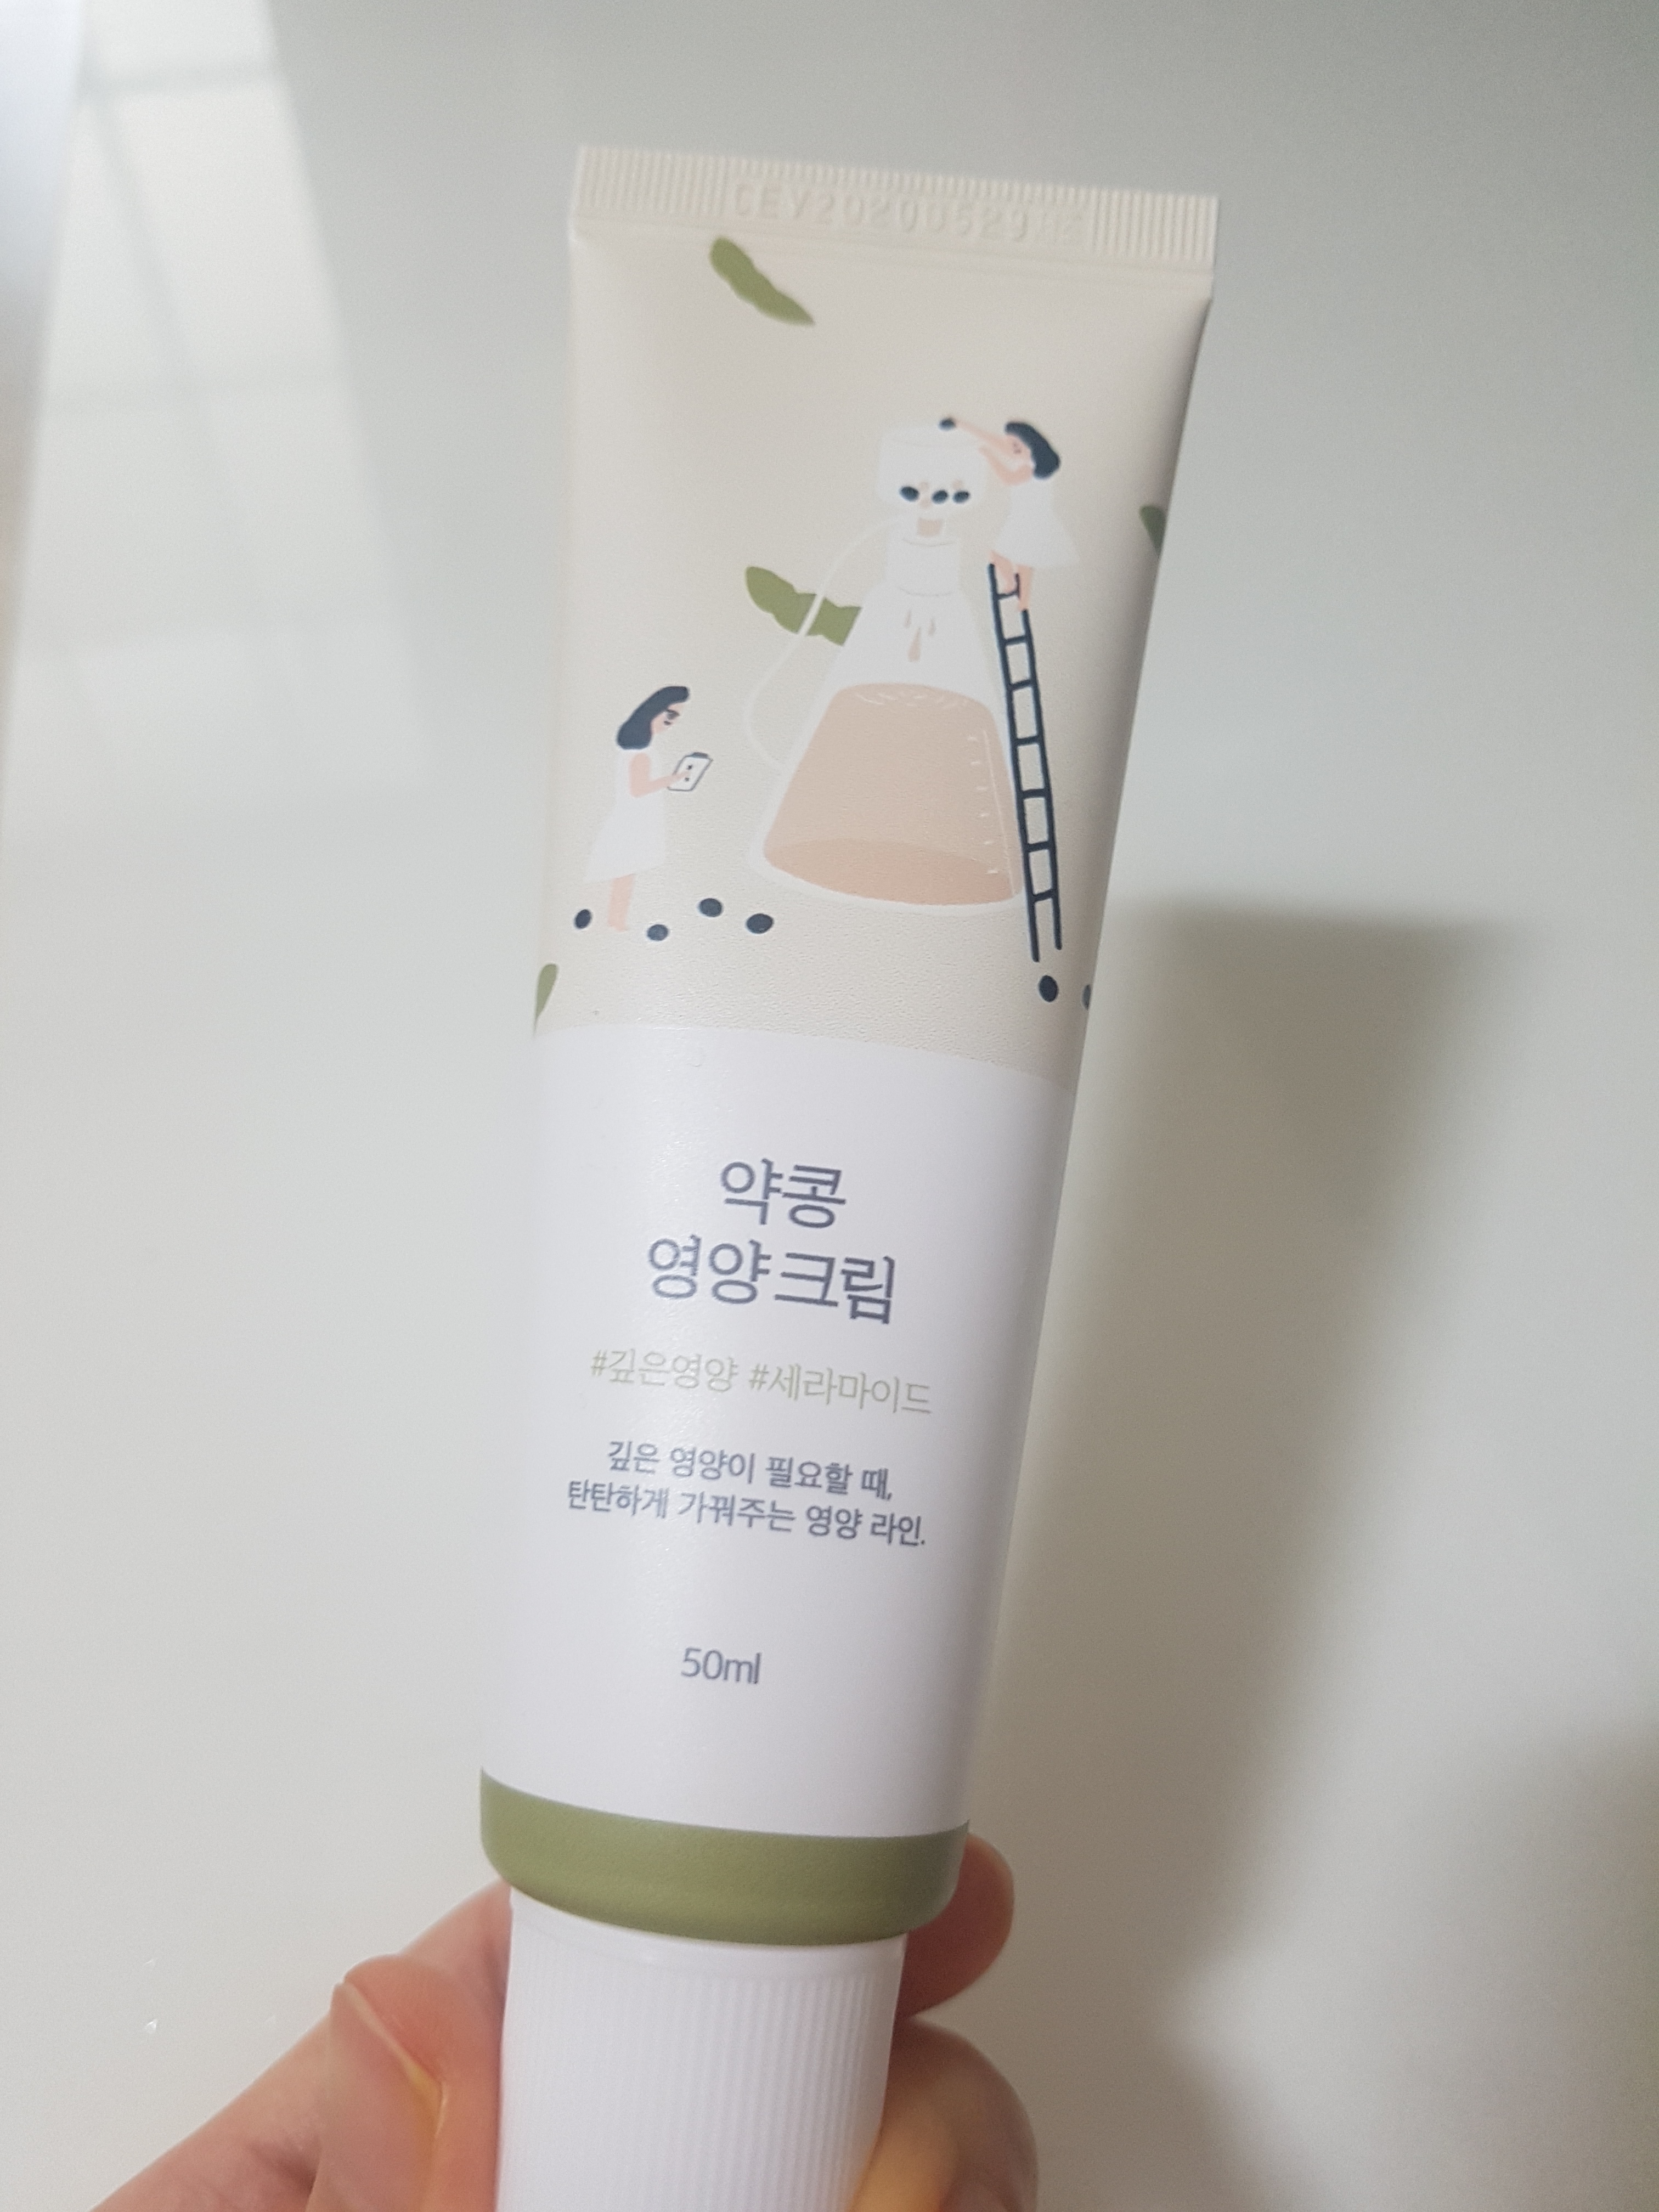 약콩
영양크림
#깊은영양 #세라마이드
깊은 영양이 필요할 때,
탄탄하게 가꿔주는 영양 라인.
50ml